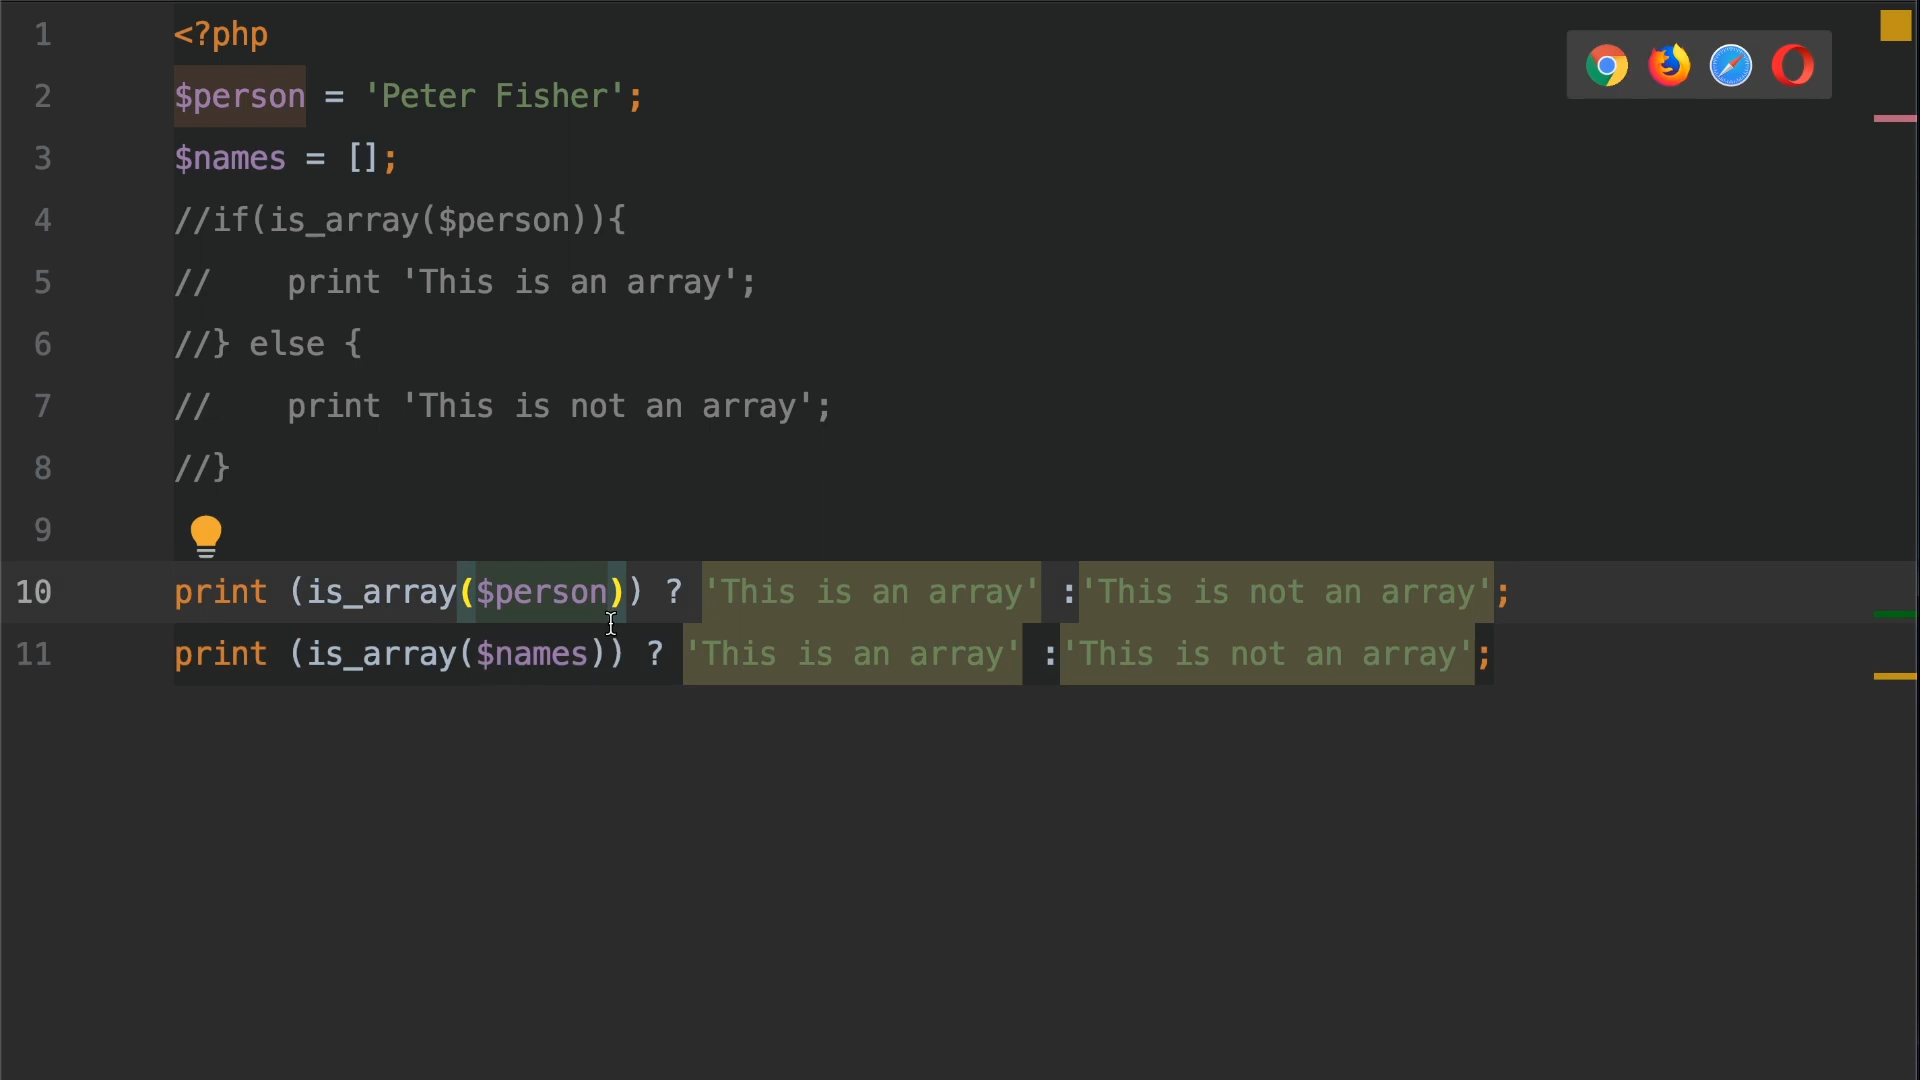 1 <?php
2 $person = 'Peter Fisher';
3 $names = [];
4 //if(is_array($person)){
5 //    print 'This is an array';
6 //} else {
7 //    print 'This is not an array';
8 //}
9
10 print (is_array($person)) ? 'This is an array' :'This is not an array';
11 print (is_array($names)) ? 'This is an array' :'This is not an array';